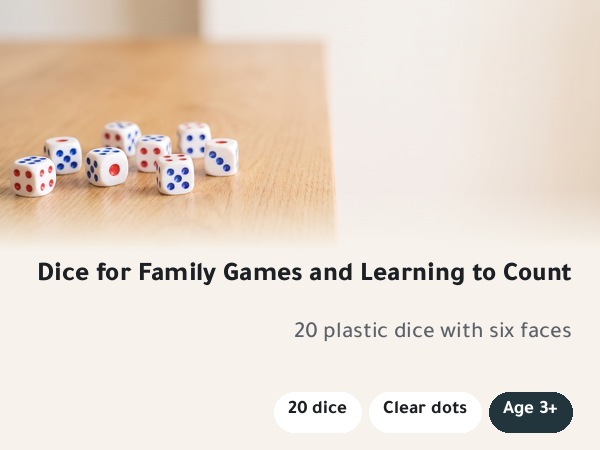 Dice for Family Games and Learning to Count
20 plastic dice with six faces
20 dice
Clear dots
Age 3+